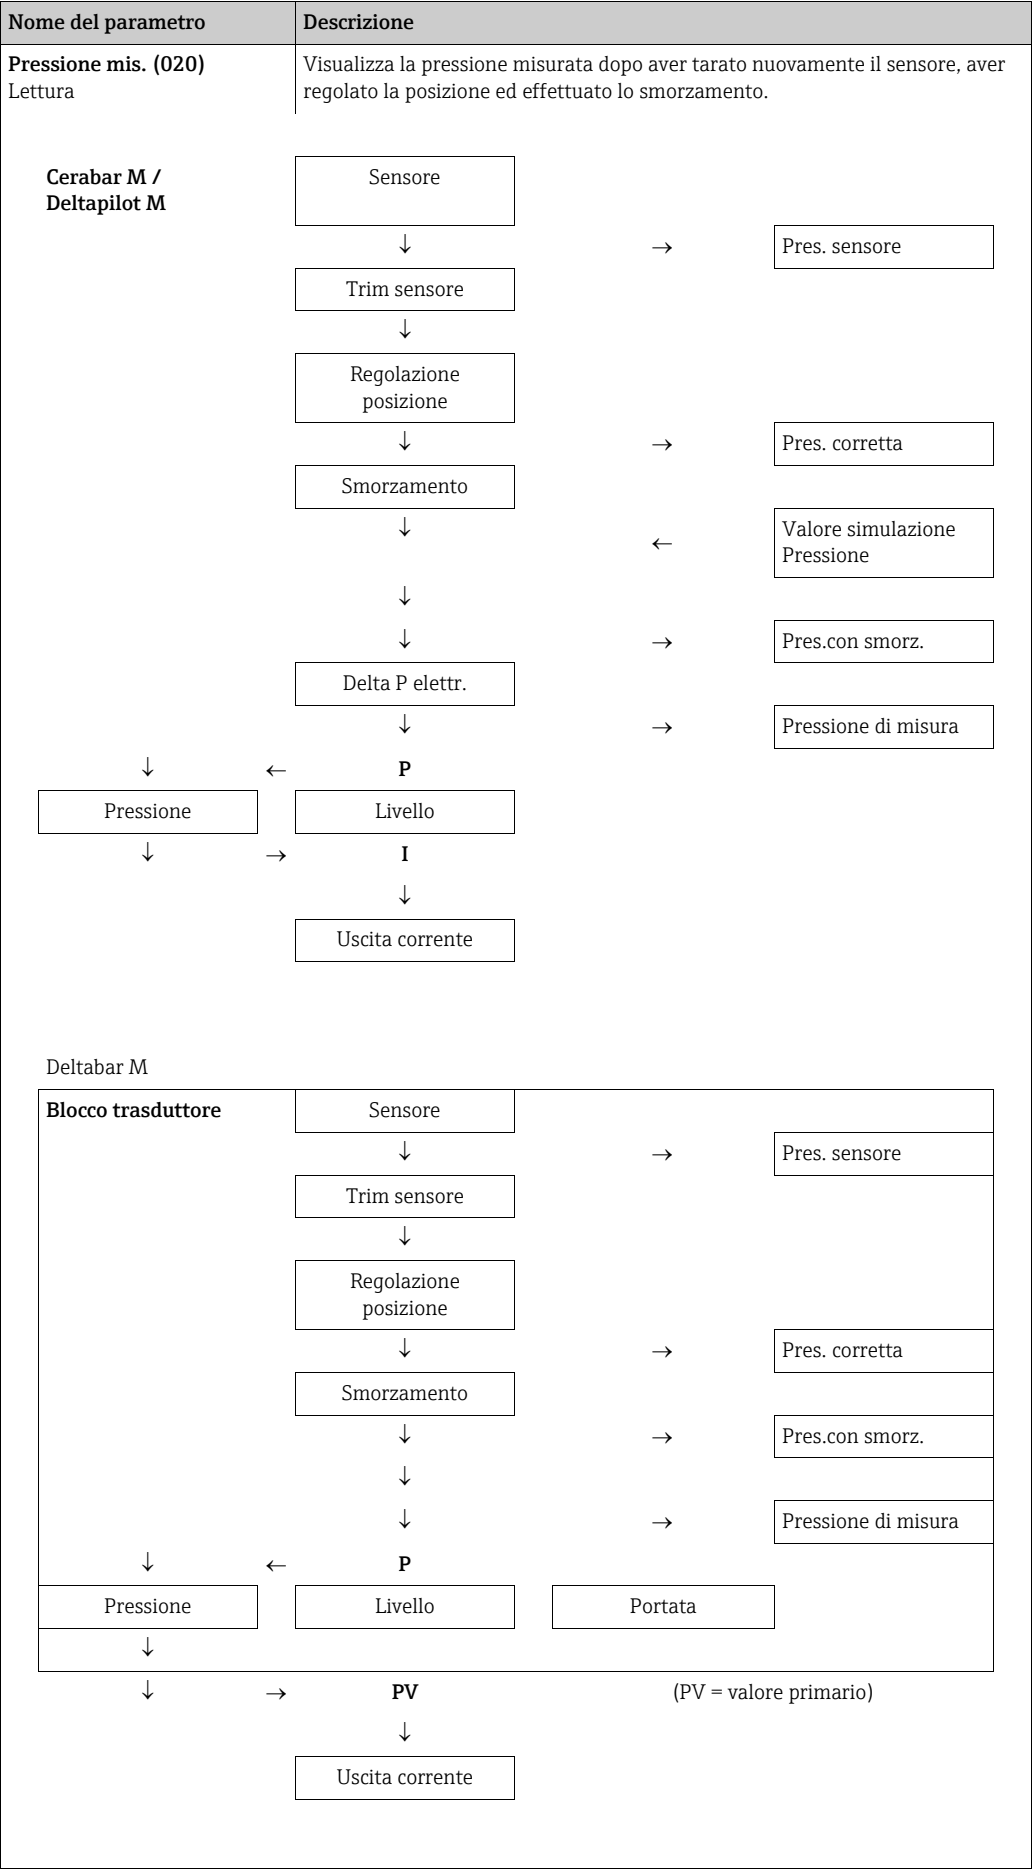 Nome del parametro Descrizione
Pressione mis. (020)
Lettura
Visualizza la pressione misurata dopo aver tarato nuovamente il sensore, aver
regolato la posizione ed effettuato lo smorzamento.
Cerabar M /
Deltapilot M
Sensore
↓ → Pres. sensore
Trim sensore
↓
Regolazione
posizione
↓ → Pres. corretta
Smorzamento
↓ ← Valore simulazione
Pressione
↓
↓ → Pres.con smorz.
Delta P elettr.
↓ → Pressione di misura
↓ ← P
Pressione Livello
↓ → I
↓
Uscita corrente
Deltabar M
Blocco trasduttore Sensore
↓ → Pres. sensore
Trim sensore
↓
Regolazione
posizione
↓ → Pres. corretta
Smorzamento
↓ → Pres.con smorz.
↓
↓ → Pressione di misura
↓ ← P
Pressione Livello Portata
↓
↓ → PV (PV = valore primario)
↓
Uscita corrente